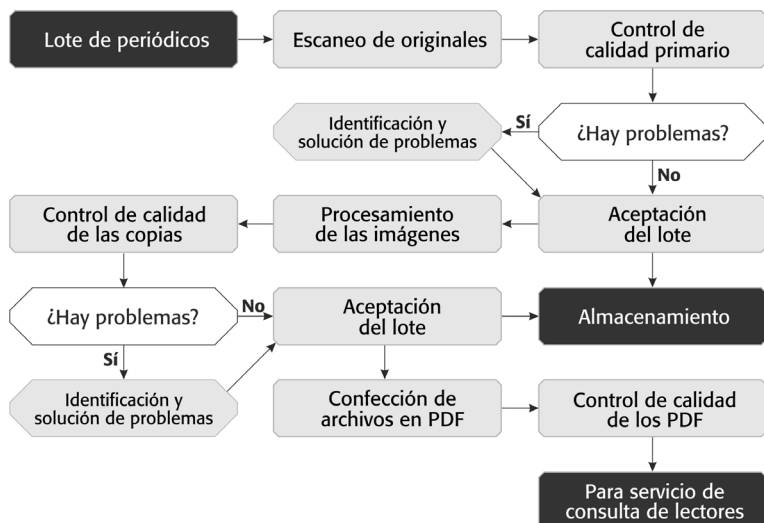 Lote de periódicos
Escaneo de originales
Control de
calidad primario
¿Hay problemas?
Sí
Identificación y
solución de problemas
No
Aceptación
del lote
Procesamiento
de las imágenes
Control de calidad
de las copias
¿Hay problemas?
No
Aceptación
del lote
Almacenamiento
Sí
Identificación y
solución de problemas
Confección de
archivos en PDF
Control de calidad
de los PDF
Para servicio de
consulta de lectores